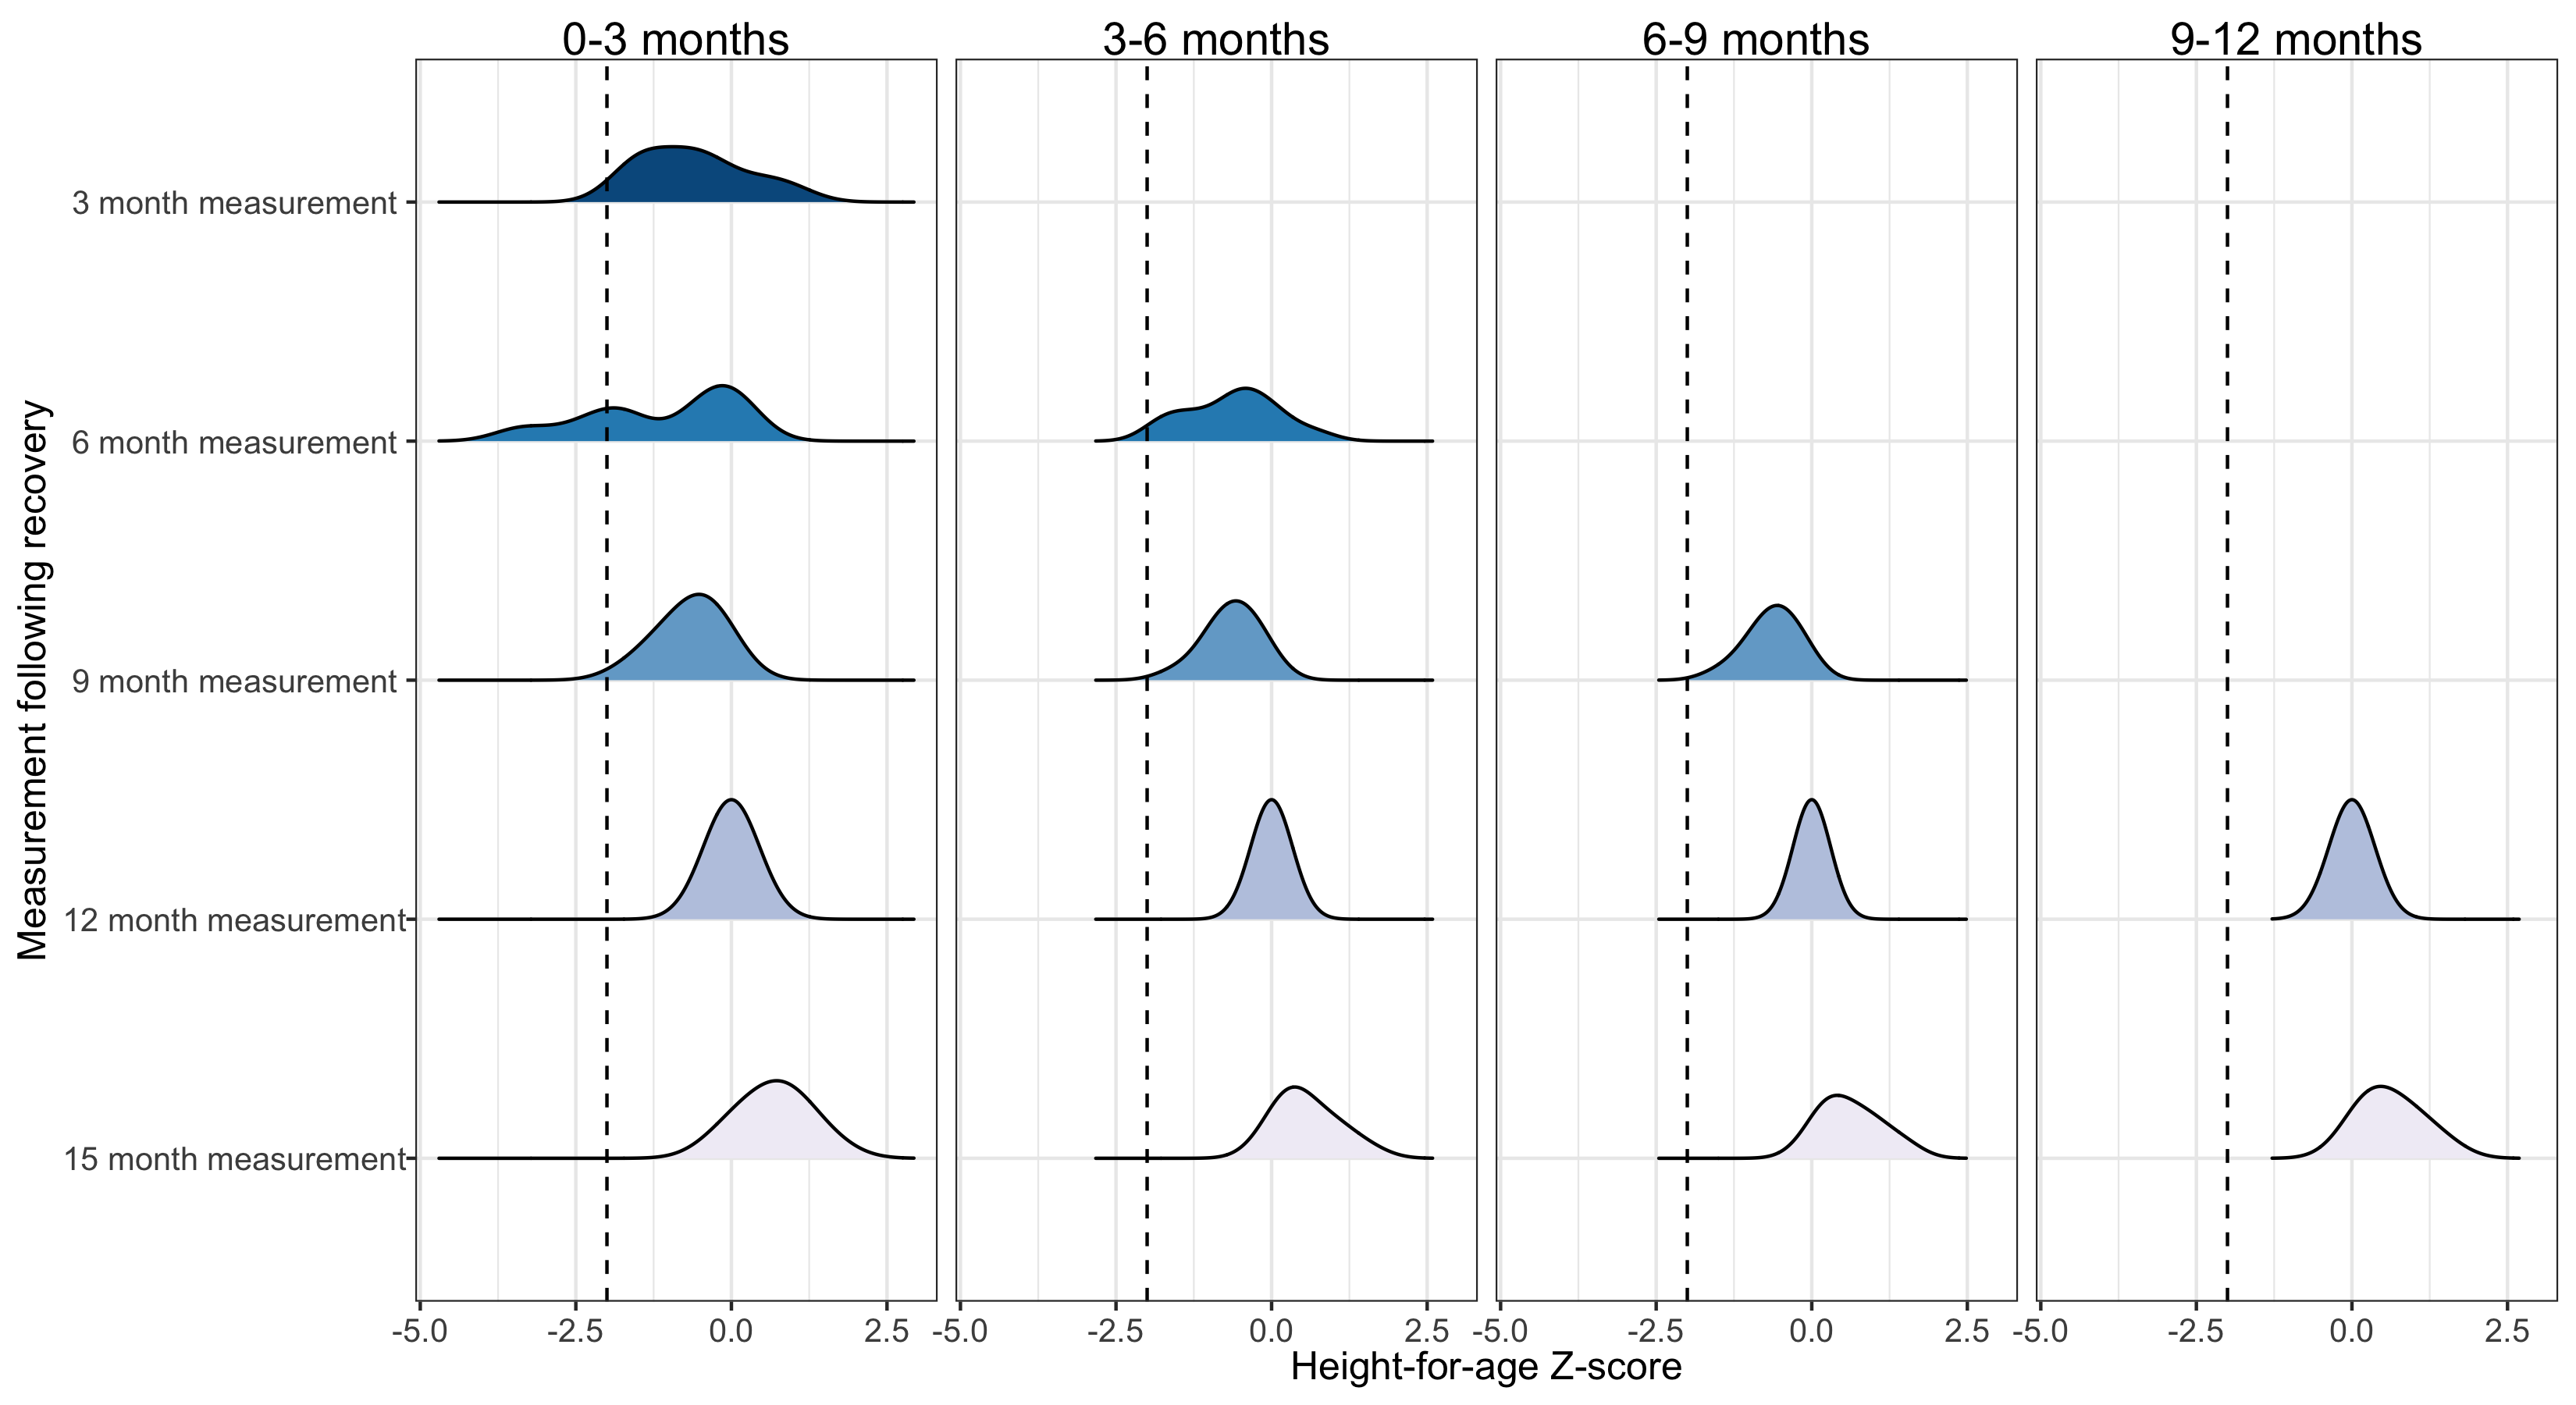 0-3 months
3-6 months
6-9 months
9-12 months
Measurement following recovery
3 month measurement
6 month measurement
9 month measurement
12 month measurement
15 month measurement
-5.0 -2.5 0.0 2.5 -5.0 -2.5 0.0 2.5 -5.0 -2.5 0.0 2.5 -5.0 -2.5 0.0 2.5
Height-for-age Z-score